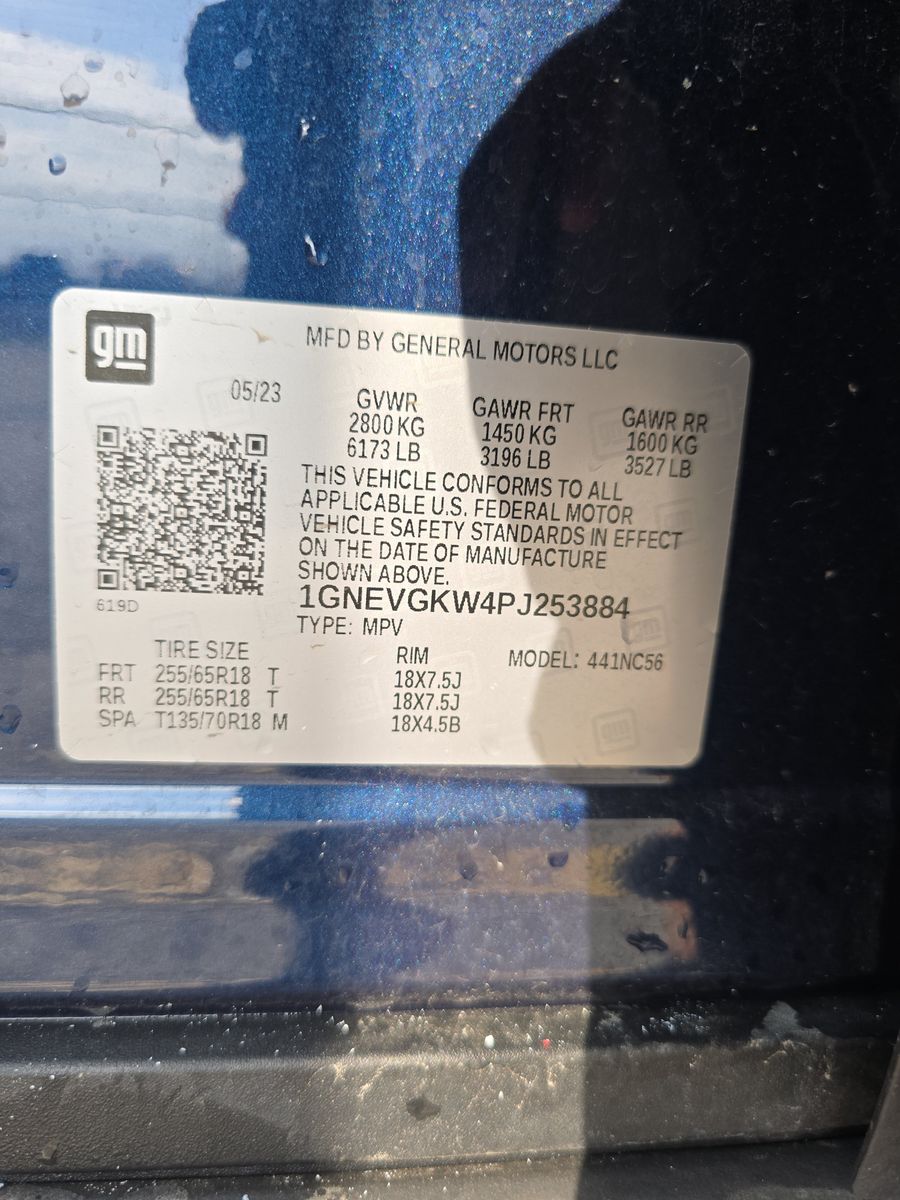 gm
MFD BY GENERAL MOTORS LLC
05/23
GVWR GAWR FRT GAWR RR
2800 KG 1450 KG 1600 KG
6173 LB 3196 LB 3527 LB
THIS VEHICLE CONFORMS TO ALL
APPLICABLE U.S. FEDERAL MOTOR
VEHICLE SAFETY STANDARDS IN EFFECT
ON THE DATE OF MANUFACTURE
SHOWN ABOVE.
619D
1GNEVGKW4PJ253884
TYPE: MPV
TIRE SIZE RIM MODEL: 441NC56
FRT 255/65R18 T 18X7.5J
RR 255/65R18 T 18X7.5J
SPA T135/70R18 M 18X4.5B
gm